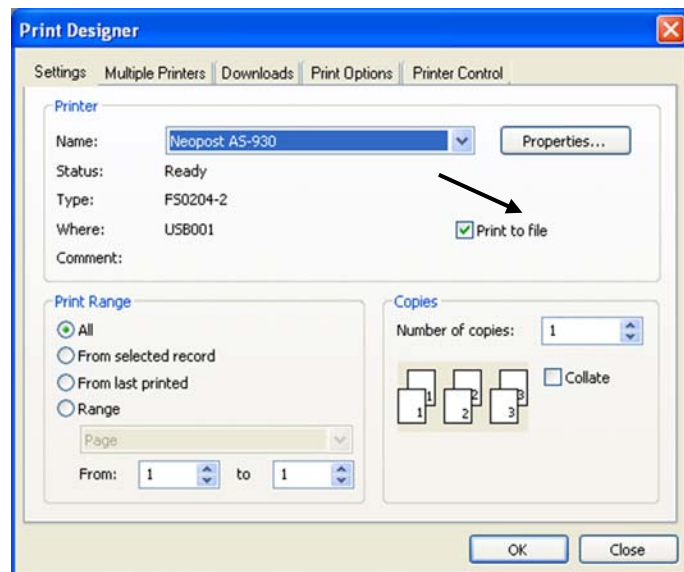 Print Designer
Settings Multiple Printers Downloads Print Options Printer Control
Printer
Name: Neopost AS-930 Properties...
Status: Ready
Type: FS0204-2
Where: USB001 Print to file
Comment:
Print Range
All
From selected record
From last printed
Range
Page
From: 1 to 1
Copies
Number of copies: 1
1 1 2 2 3 3
Collate
OK Close